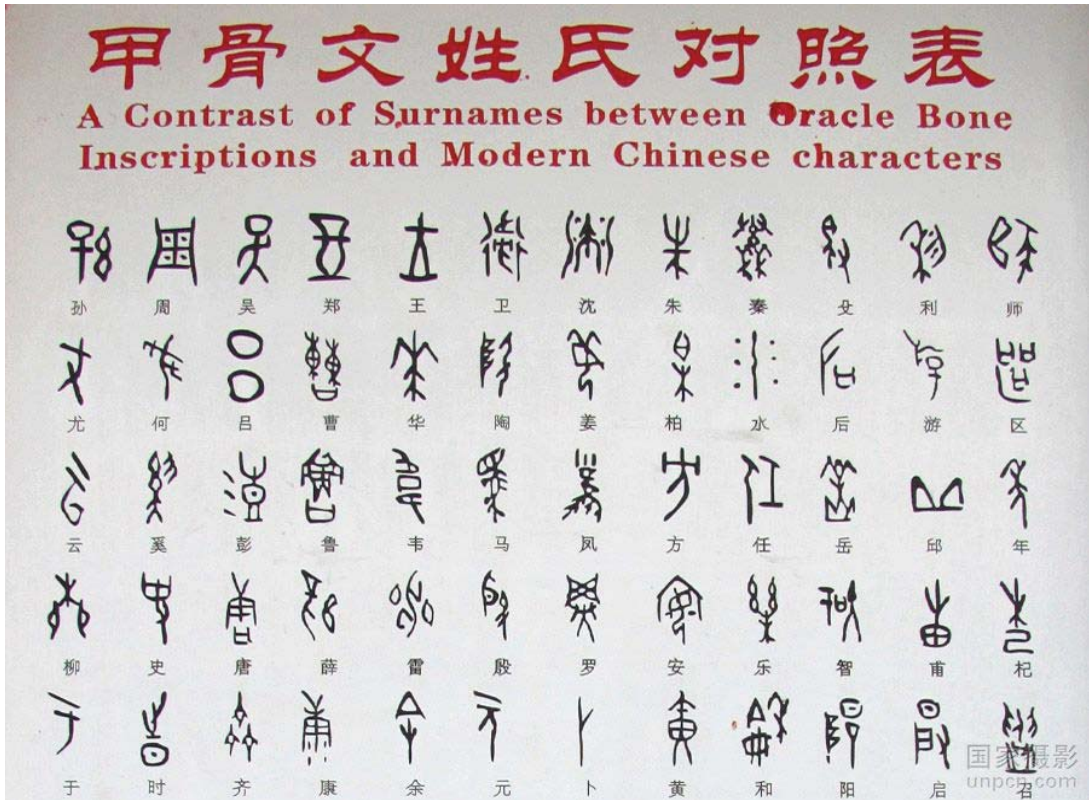 甲骨文姓氏对照表
A Contrast of Surnames between Oracle Bone
Inscriptions and Modern Chinese characters
孙 周 吴 郑 王 卫 沈 朱 秦 殳 利 师
尤 何 吕 曹 华 陶 姜 柏 水 后 游 区
云 奚 彭 鲁 韦 马 凤 方 任 岳 邱 年
柳 史 唐 薛 雷 殷 罗 安 乐 智 甫 杞
于 时 齐 康 余 元 卜 黄 和 阳 启 召
国家摄影
unpcn.com